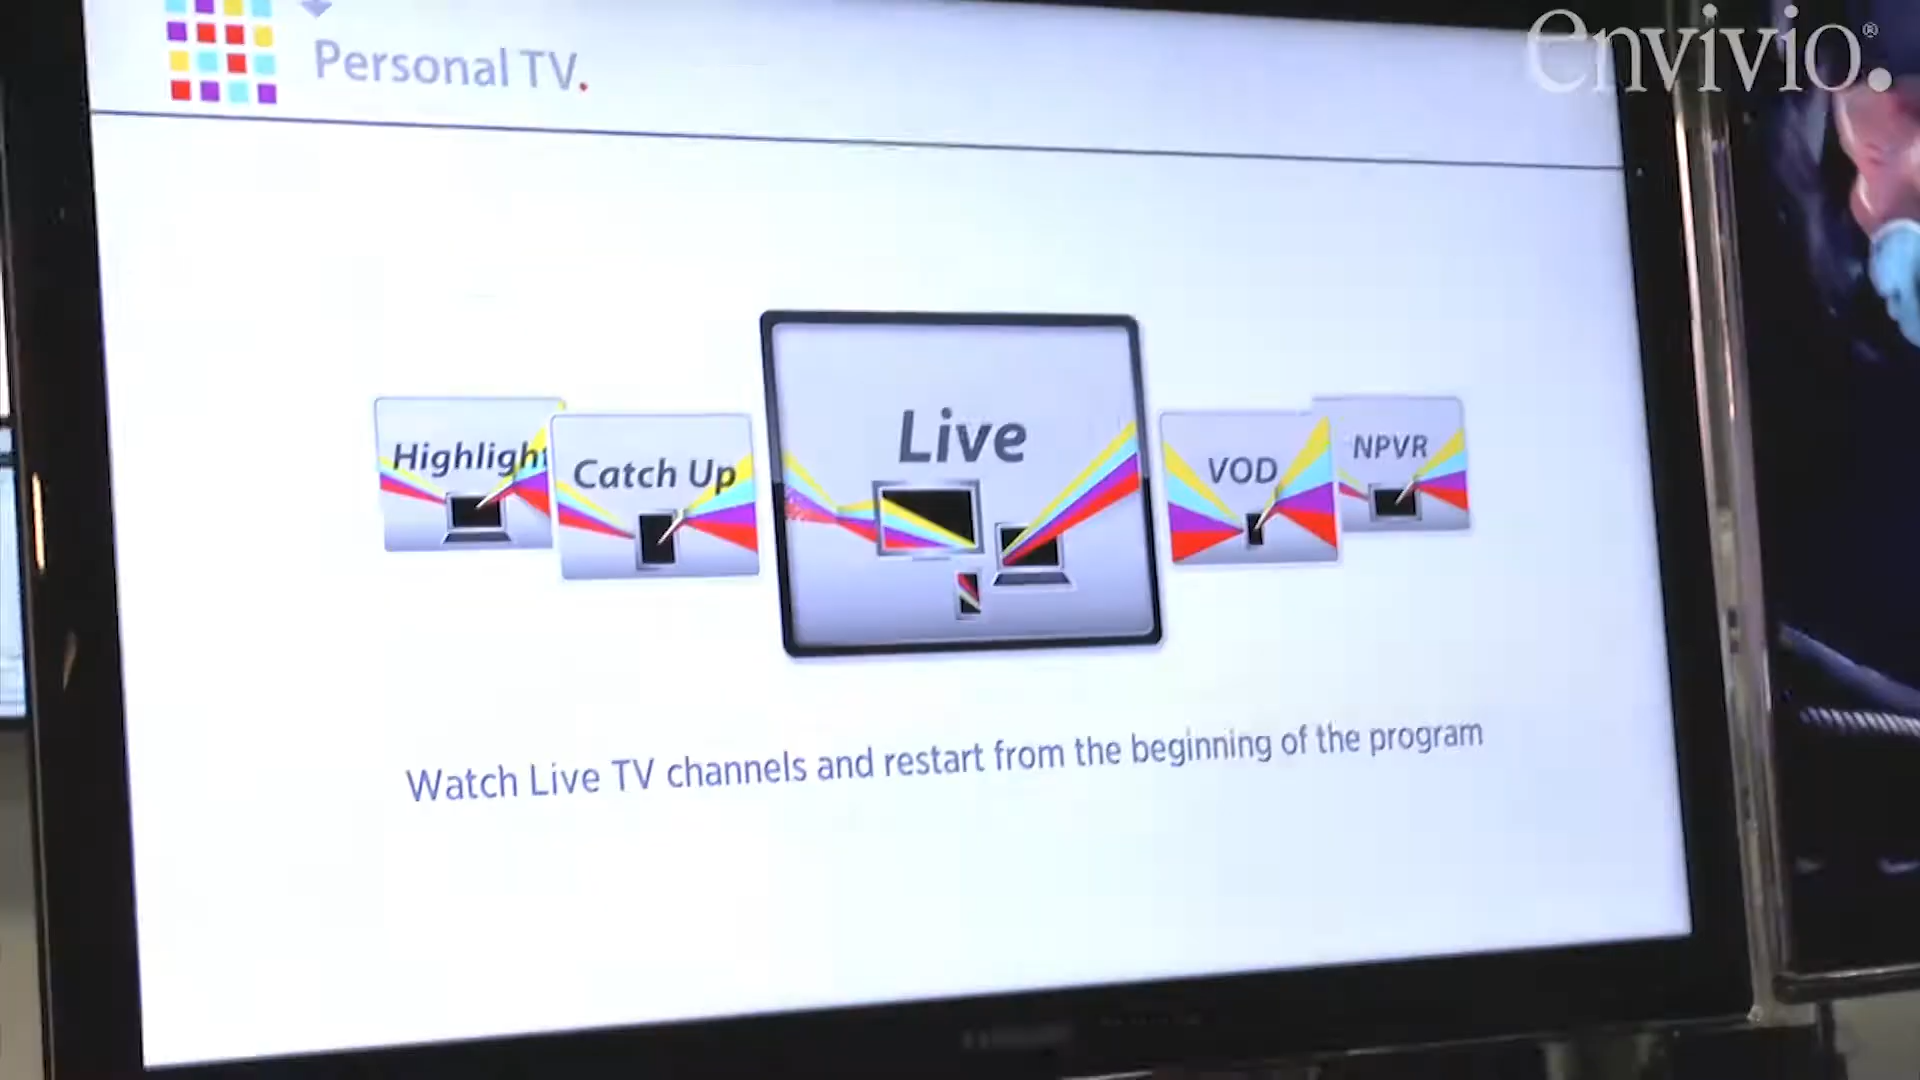 envivio®
Personal TV.
Highlight
Catch Up
Live
VOD
NPVR
Watch Live TV channels and restart from the beginning of the program